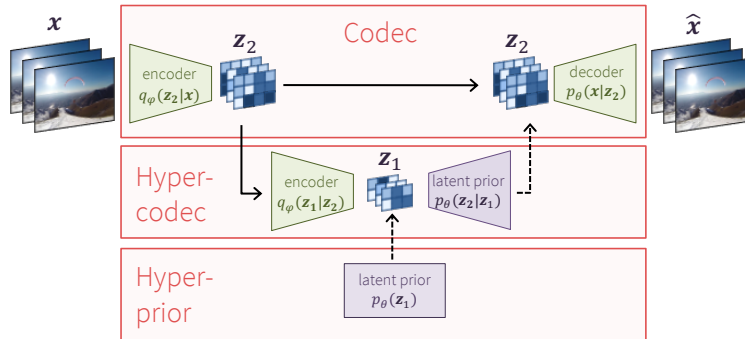 x
Codec
x̂
z₂
z₂
encoder
qφ(z₂|x)
decoder
pθ(x|z₂)
Hyper-
codec
encoder
qφ(z₁|z₂)
z₁
latent prior
pθ(z₂|z₁)
Hyper-
prior
latent prior
pθ(z₁)